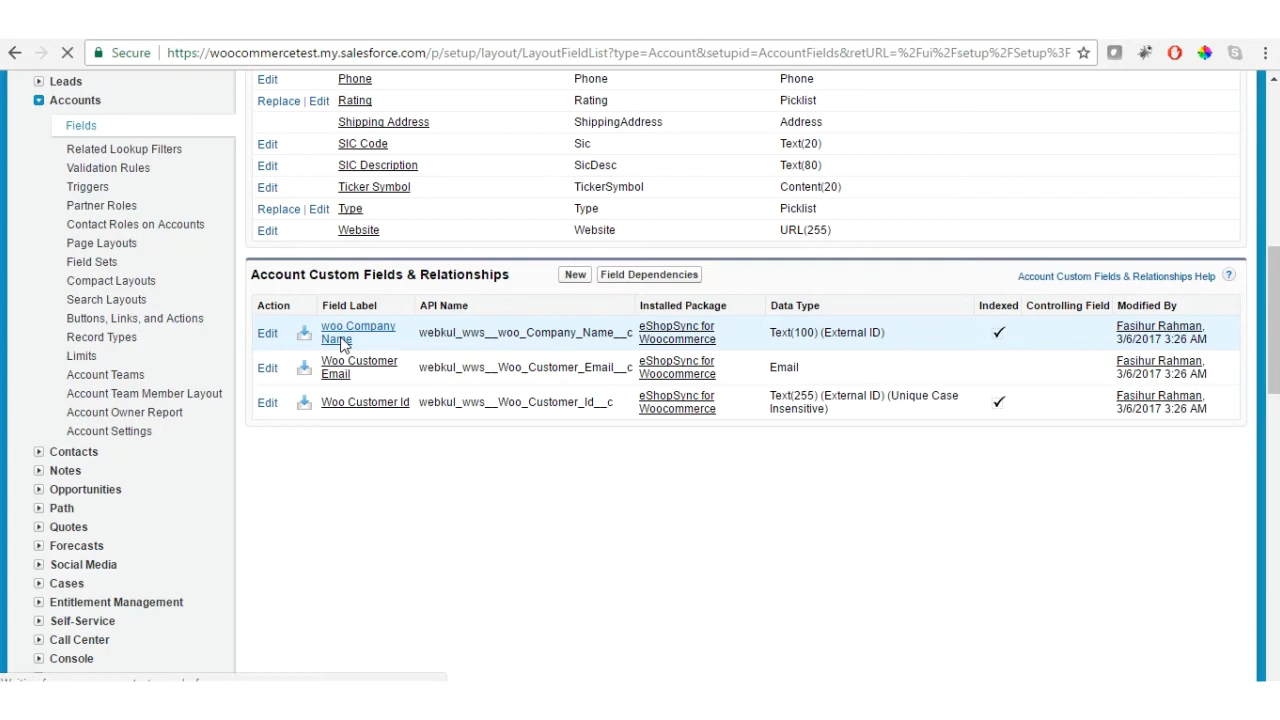 Secure https://woocommercetest.my.salesforce.com/p/setup/layout/LayoutFieldList?type=Account&setupid=AccountFields&retURL=%2Fui%2Fsetup%2FSetup%3F
Leads
Accounts
Fields
Related Lookup Filters
Validation Rules
Triggers
Partner Roles
Contact Roles on Accounts
Page Layouts
Field Sets
Compact Layouts
Search Layouts
Buttons, Links, and Actions
Record Types
Limits
Account Teams
Account Team Member Layout
Account Owner Report
Account Settings
Contacts
Notes
Opportunities
Path
Quotes
Forecasts
Social Media
Cases
Entitlement Management
Self-Service
Call Center
Console
Edit Phone Phone Phone
Replace | Edit Rating Rating Picklist
Shipping Address ShippingAddress Address
Edit SIC Code Sic Text(20)
Edit SIC Description SicDesc Text(80)
Edit Ticker Symbol TickerSymbol Content(20)
Replace | Edit Type Type Picklist
Edit Website Website URL(255)
Account Custom Fields & Relationships New Field Dependencies Account Custom Fields & Relationships Help ?
Action Field Label API Name Installed Package Data Type Indexed Controlling Field Modified By
Edit woo Company Name webkul_wws__woo_Company_Name__c eShopSync for Woocommerce Text(100) (External ID) Fasihur Rahman, 3/6/2017 3:26 AM
Edit Woo Customer Email webkul_wws__Woo_Customer_Email__c eShopSync for Woocommerce Email Fasihur Rahman, 3/6/2017 3:26 AM
Edit Woo Customer Id webkul_wws__Woo_Customer_Id__c eShopSync for Woocommerce Text(255) (External ID) (Unique Case Insensitive) Fasihur Rahman, 3/6/2017 3:26 AM